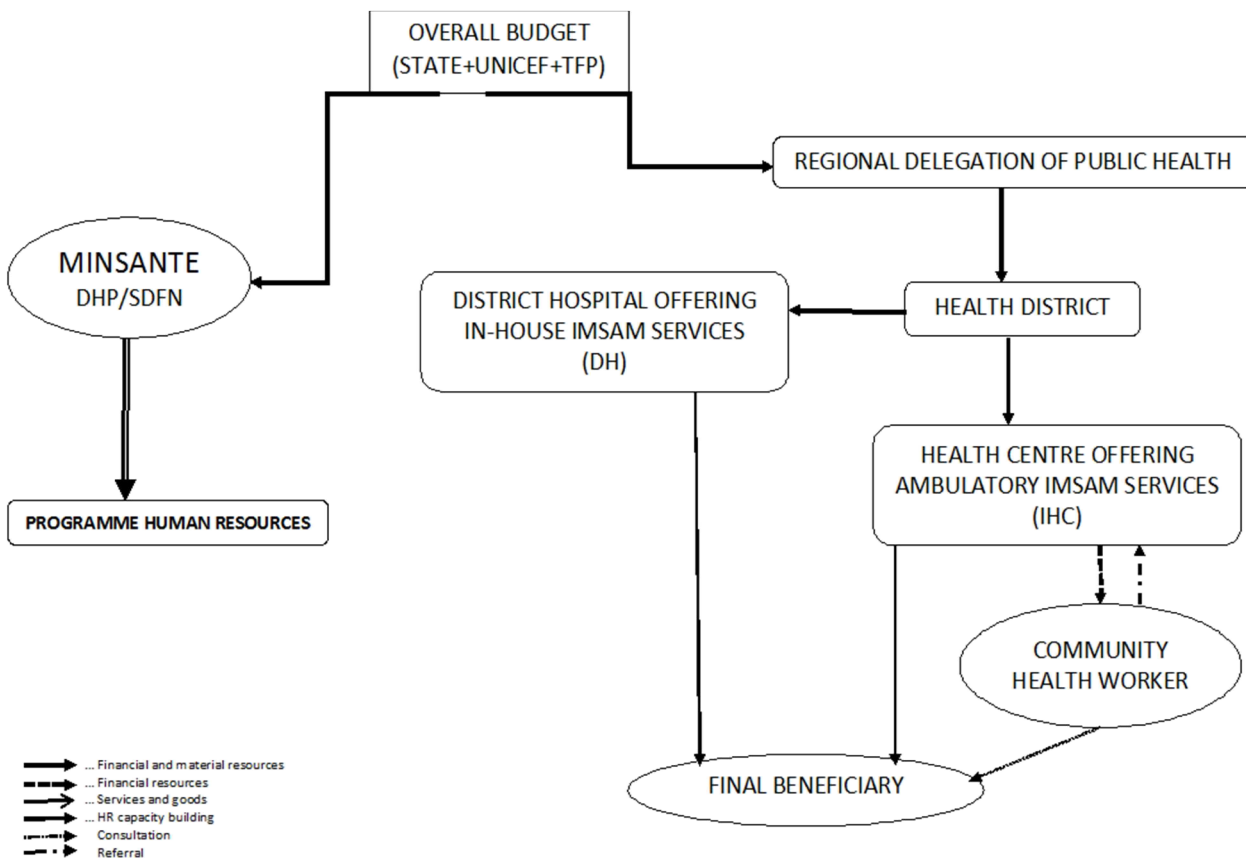 OVERALL BUDGET
(STATE+UNICEF+TFP)
REGIONAL DELEGATION OF PUBLIC HEALTH
MINSANTE
DHP/SDFN
DISTRICT HOSPITAL OFFERING
IN-HOUSE IMSAM SERVICES
(DH)
HEALTH DISTRICT
HEALTH CENTRE OFFERING
AMBULATORY IMSAM SERVICES
(IHC)
PROGRAMME HUMAN RESOURCES
COMMUNITY
HEALTH WORKER
FINAL BENEFICIARY
... Financial and material resources
... Financial resources
...Services and goods
... HR capacity building
Consultation
Referral